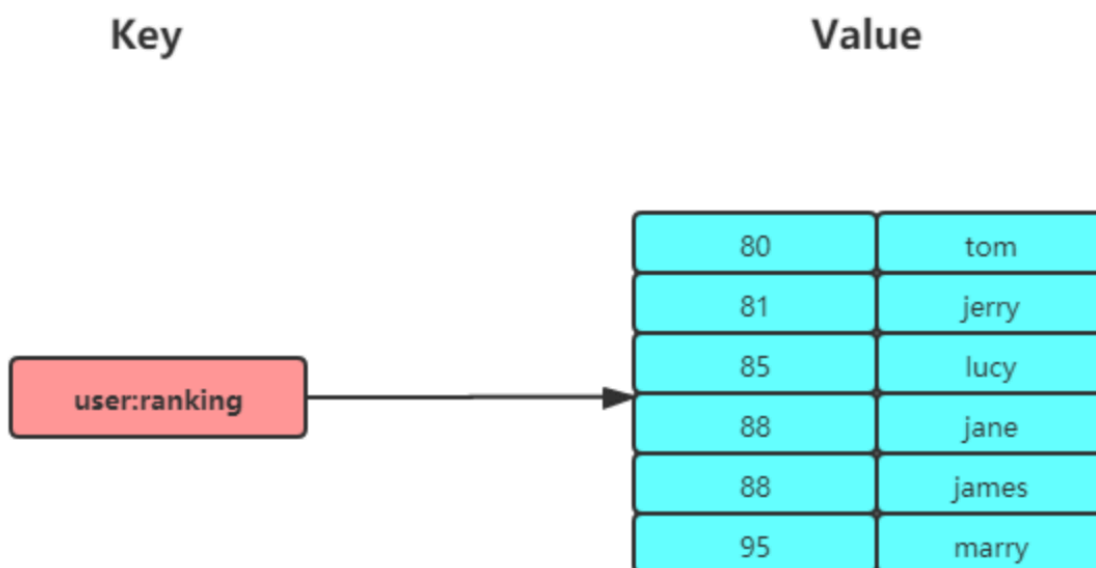 Key Value
80 tom
81 jerry
85 lucy
user:ranking
88 jane
88 james
95 marry